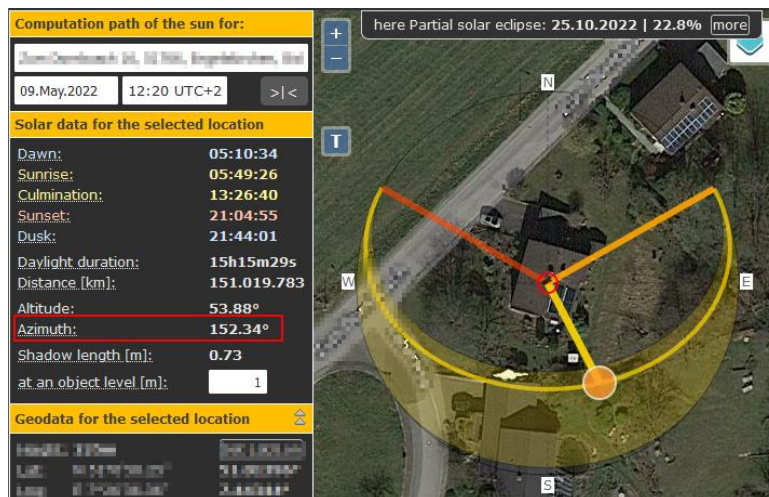 Computation path of the sun for:
09.May.2022 12:20 UTC+2 >|<
Solar data for the selected location
Dawn: 05:10:34
Sunrise: 05:49:26
Culmination: 13:26:40
Sunset: 21:04:55
Dusk: 21:44:01
Daylight duration: 15h15m29s
Distance [km]: 151.019.783
Altitude: 53.88°
Azimuth: 152.34°
Shadow length [m]: 0.73
at an object level [m]: 1
Geodata for the selected location
here Partial solar eclipse: 25.10.2022 | 22.8% more
+
−
T
N
W
E
S